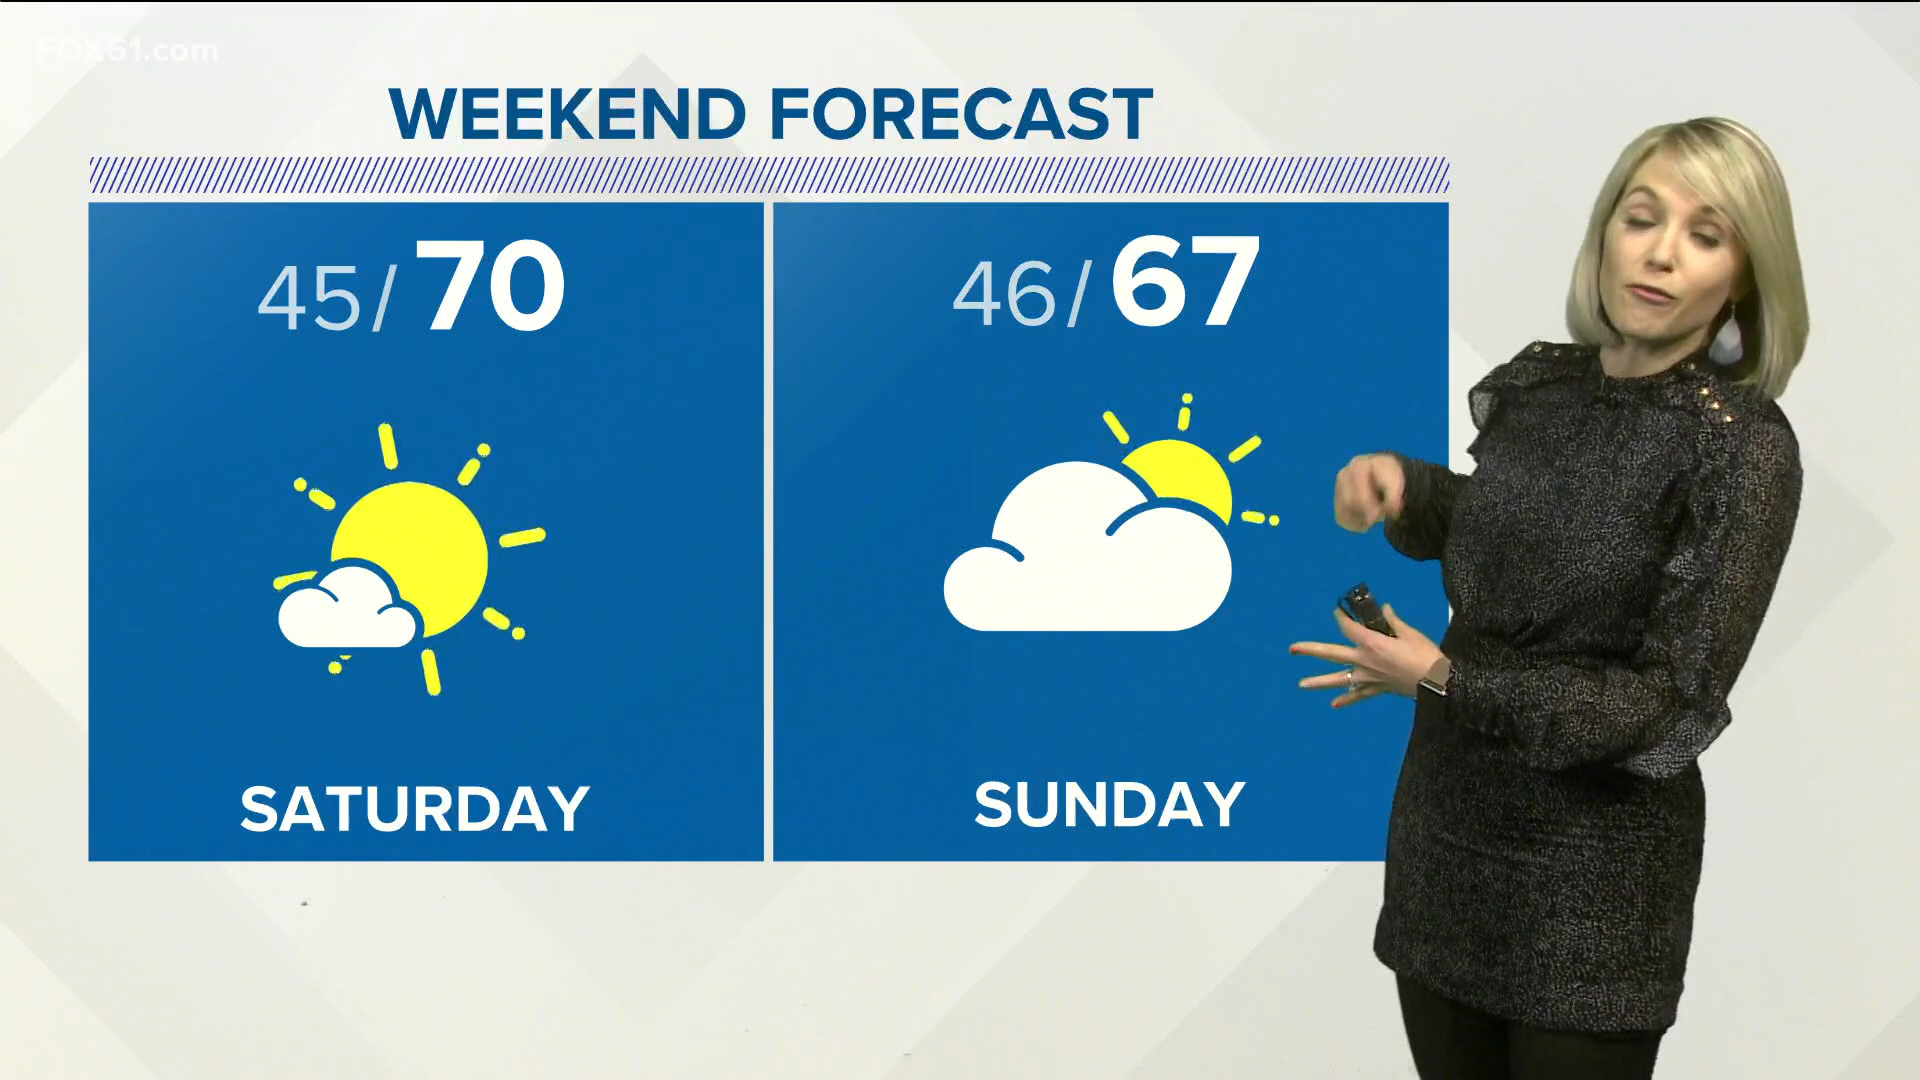 FOX61.com
WEEKEND FORECAST
45/70
46/67
SATURDAY
SUNDAY